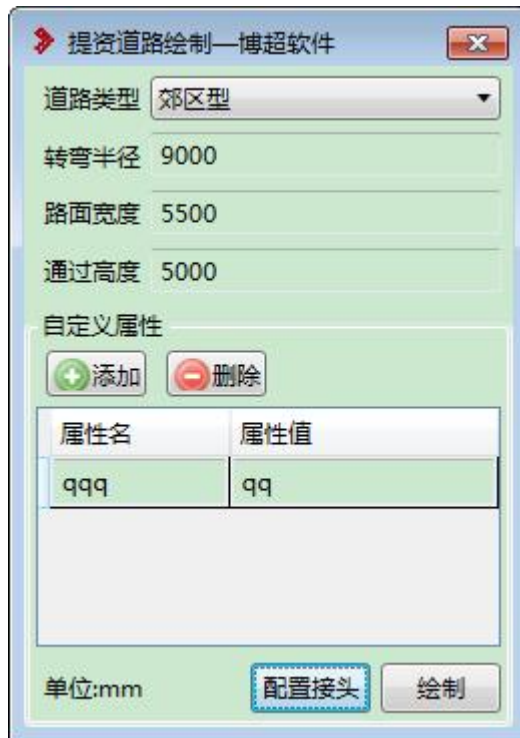 提资道路绘制—博超软件
道路类型 郊区型
转弯半径 9000
路面宽度 5500
通过高度 5000
自定义属性
添加 删除
属性名 属性值
qqq qq
单位:mm 配置接头 绘制